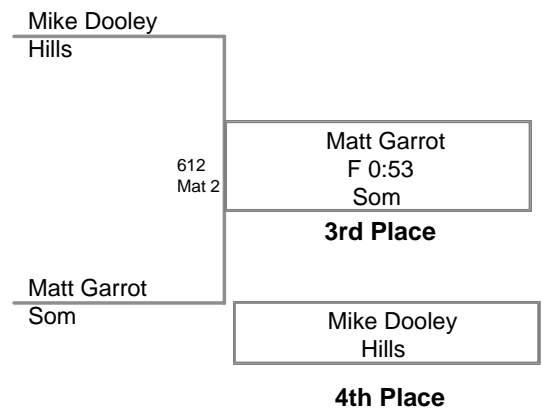 Mike Dooley
Hills
612
Mat 2
Matt Garrot
F 0:53
Som
3rd Place
Matt Garrot
Som
Mike Dooley
Hills
4th Place